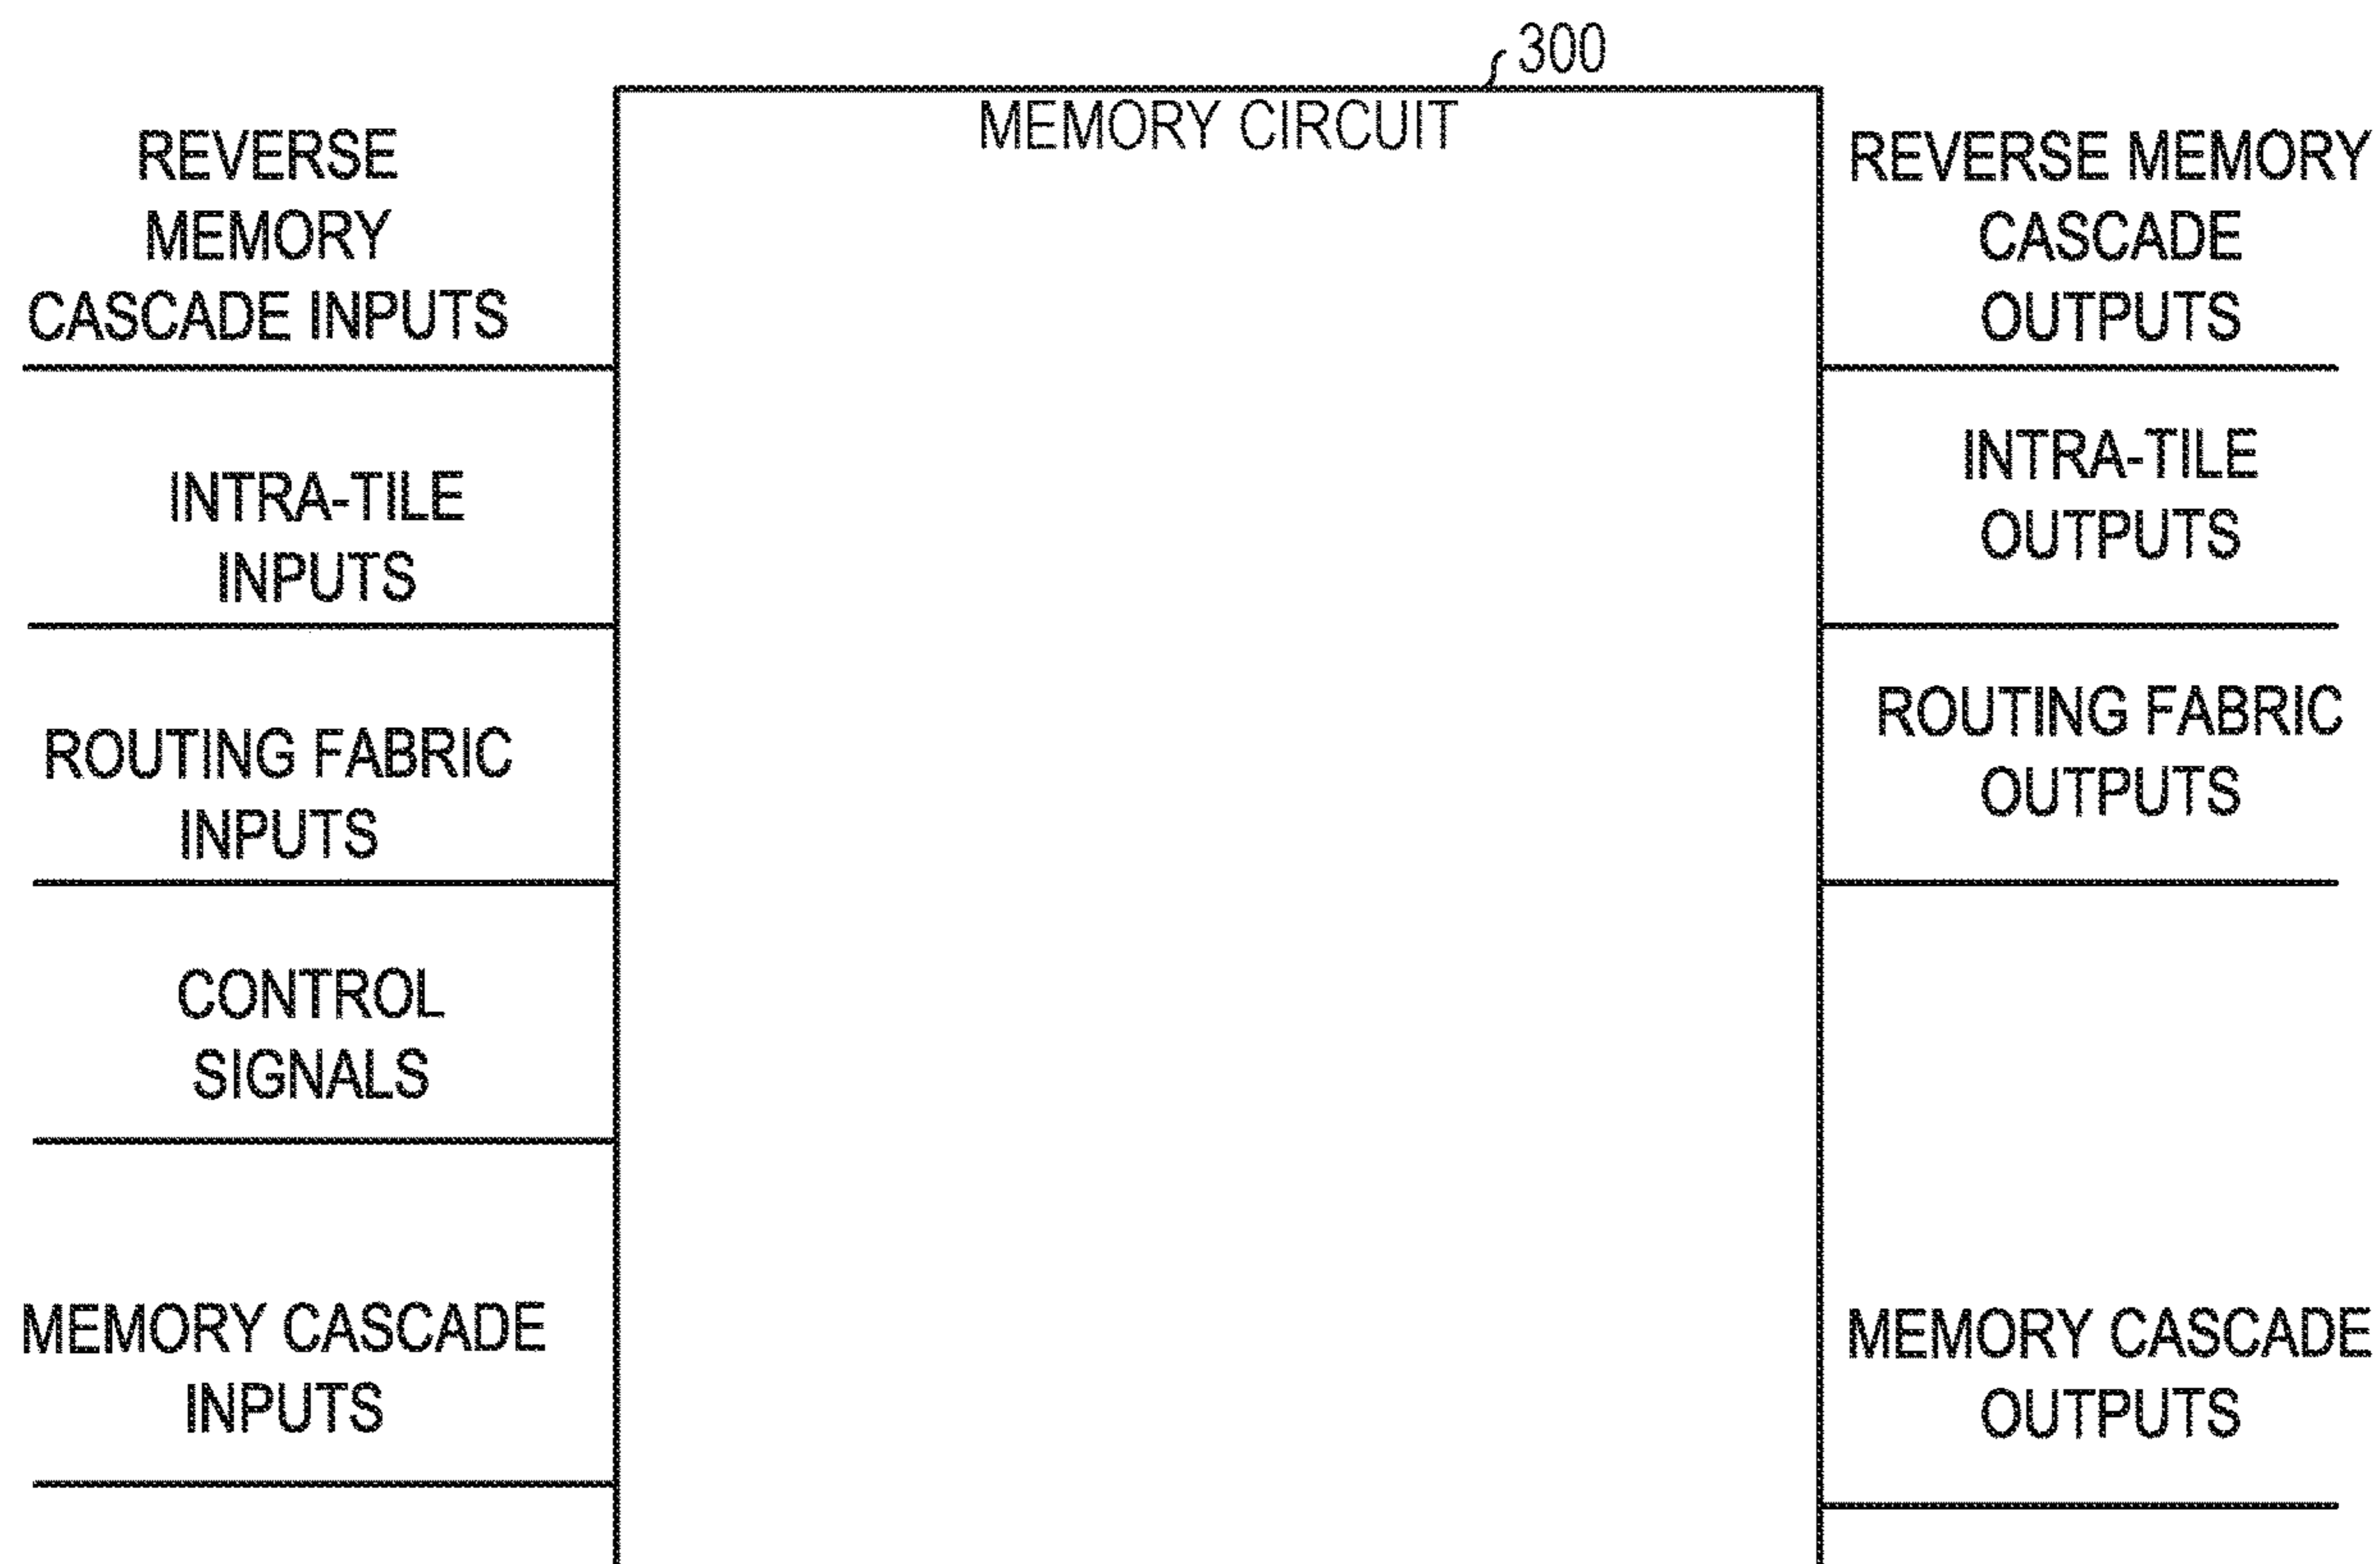 300
MEMORY CIRCUIT
REVERSE
MEMORY
CASCADE INPUTS
INTRA-TILE
INPUTS
ROUTING FABRIC
INPUTS
CONTROL
SIGNALS
MEMORY CASCADE
INPUTS
REVERSE MEMORY
CASCADE
OUTPUTS
INTRA-TILE
OUTPUTS
ROUTING FABRIC
OUTPUTS
MEMORY CASCADE
OUTPUTS